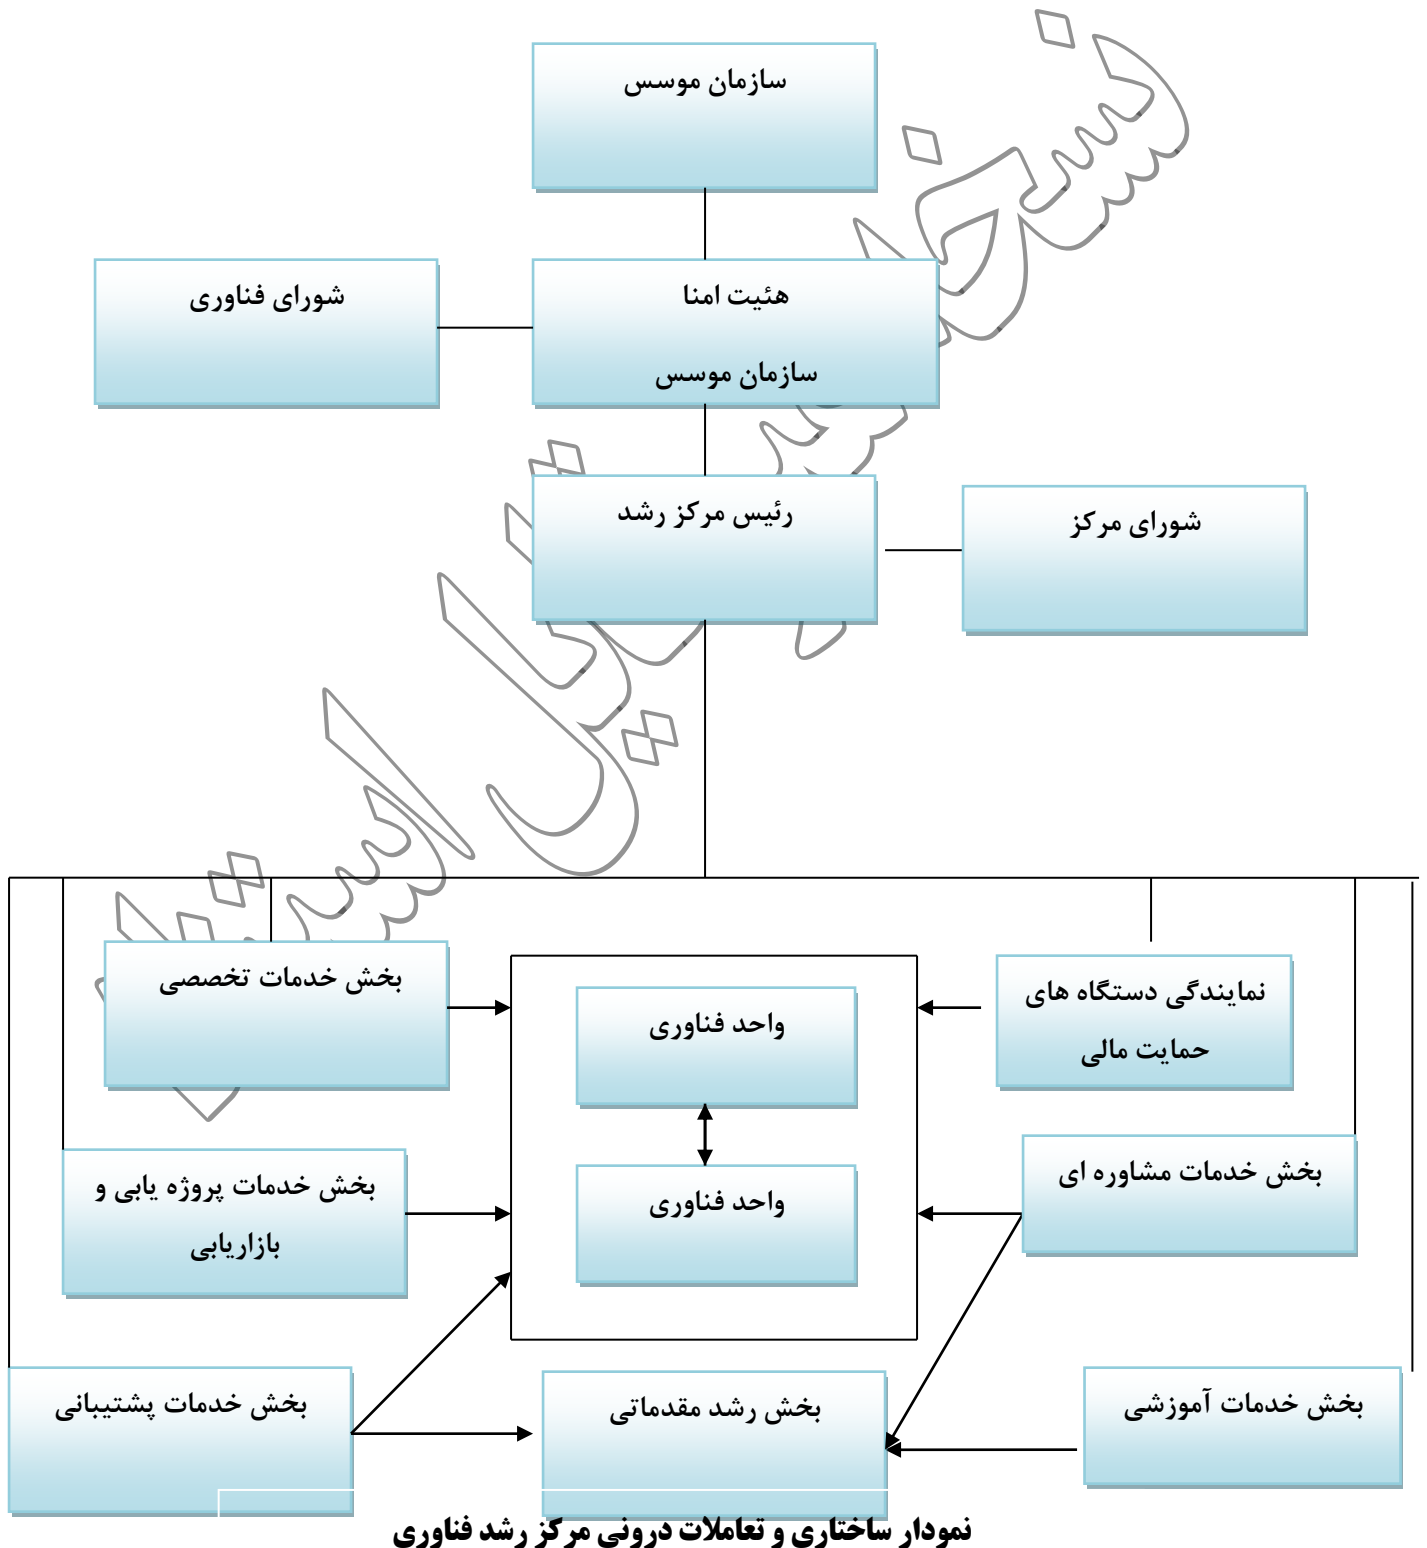 سازمان موسس
هئیت امنا
سازمان موسس
شورای فناوری
رئیس مرکز رشد
شورای مرکز
نمایندگی دستگاه های
حمایت مالی
واحد فناوری
بخش خدمات تخصصی
بخش خدمات مشاوره ای
واحد فناوری
بخش خدمات پروژه یابی و
بازاریابی
بخش خدمات آموزشی
بخش رشد مقدماتی
بخش خدمات پشتیبانی
نمودار ساختاری و تعاملات درونی مرکز رشد فناوری